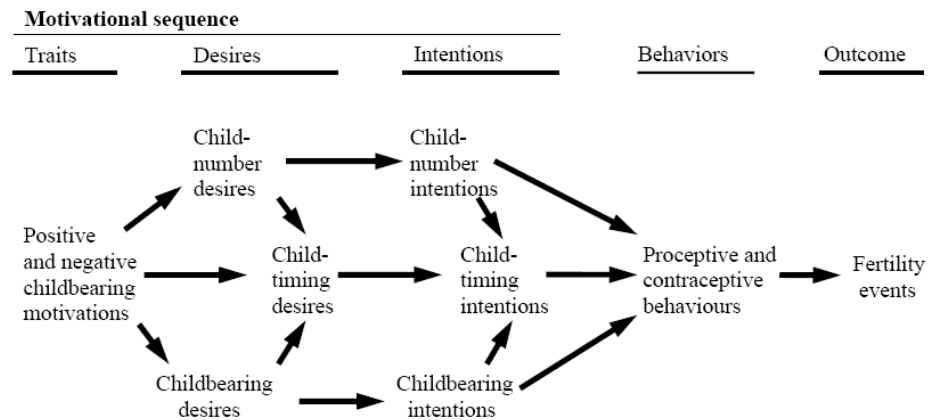 Motivational sequence
Traits
Desires
Intentions
Behaviors
Outcome
Child-
number
desires
Child-
number
intentions
Positive
and negative
childbearing
motivations
Child-
timing
desires
Child-
timing
intentions
Proceptive and
contraceptive
behaviours
Fertility
events
Childbearing
desires
Childbearing
intentions